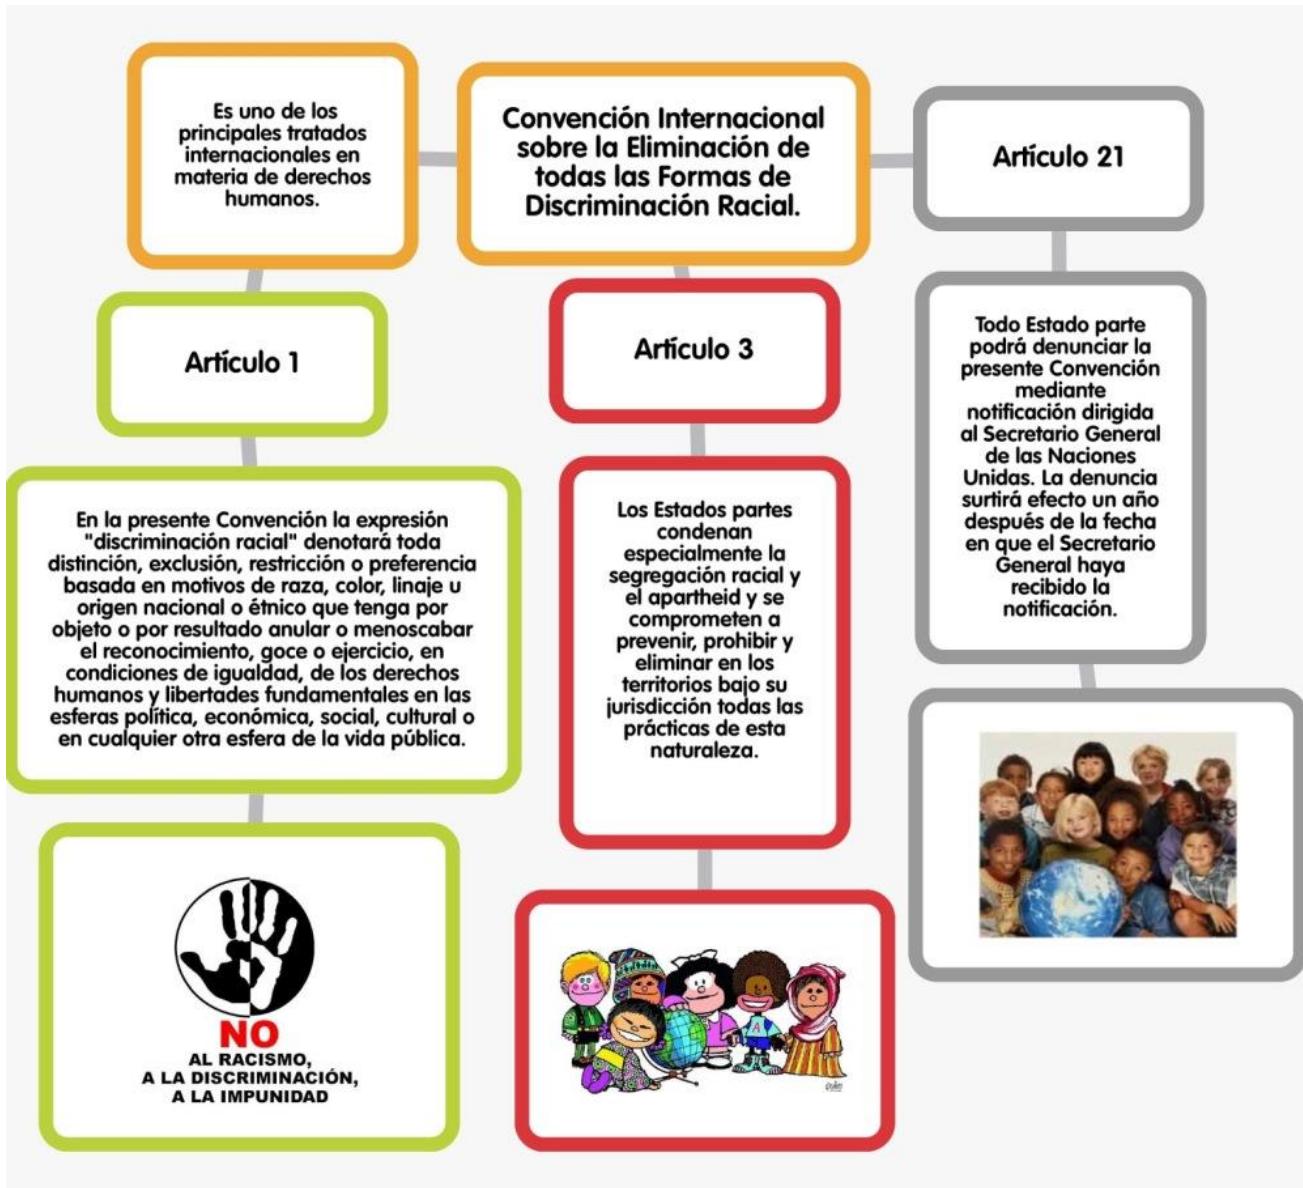 Es uno de los
principales tratados
internacionales en
materia de derechos
humanos.
Convención Internacional
sobre la Eliminación de
todas las Formas de
Discriminación Racial.
Artículo 21
Artículo 1
Artículo 3
Todo Estado parte
podrá denunciar la
presente Convención
mediante
notificación dirigida
al Secretario General
de las Naciones
Unidas. La denuncia
surtirá efecto un año
después de la fecha
en que el Secretario
General haya
recibido la
notificación.
En la presente Convención la expresión
"discriminación racial" denotará toda
distinción, exclusión, restricción o preferencia
basada en motivos de raza, color, linaje u
origen nacional o étnico que tenga por
objeto o por resultado anular o menoscabar
el reconocimiento, goce o ejercicio, en
condiciones de igualdad, de los derechos
humanos y libertades fundamentales en las
esferas política, económica, social, cultural o
en cualquier otra esfera de la vida pública.
Los Estados partes
condenan
especialmente la
segregación racial y
el apartheid y se
comprometen a
prevenir, prohibir y
eliminar en los
territorios bajo su
jurisdicción todas las
prácticas de esta
naturaleza.
NO
AL RACISMO,
A LA DISCRIMINACIÓN,
A LA IMPUNIDAD
A